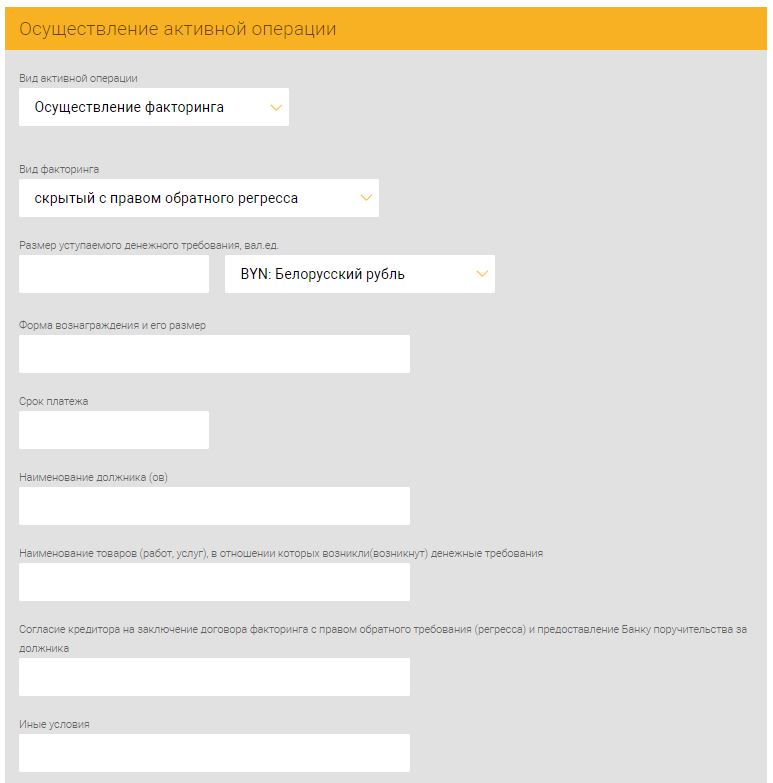 Осуществление активной операции
Вид активной операции
Осуществление факторинга
Вид факторинга
скрытый с правом обратного регресса
Размер уступаемого денежного требования, вал.ед.
BYN: Белорусский рубль
Форма вознаграждения и его размер
Срок платежа
Наименование должника (ов)
Наименование товаров (работ, услуг), в отношении которых возникли(возникнут) денежные требования
Согласие кредитора на заключение договора факторинга с правом обратного требования (регресса) и предоставление Банку поручительства за
должника
Иные условия